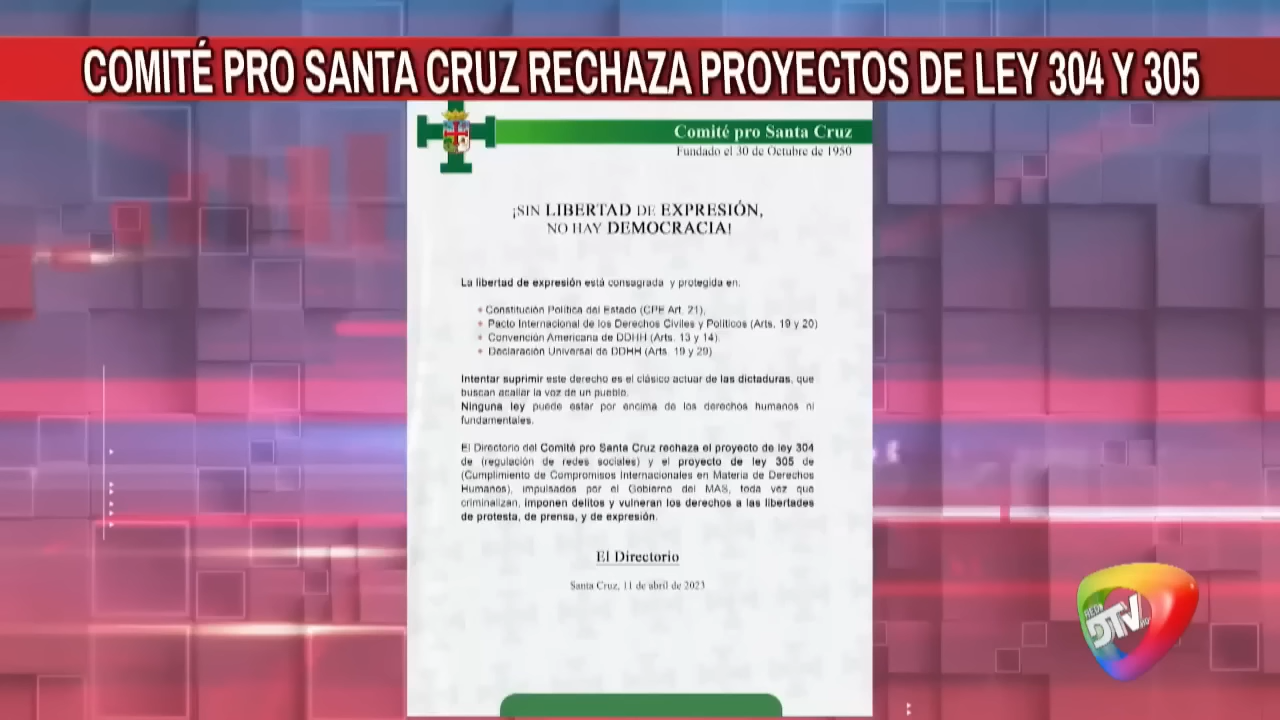 COMITÉ PRO SANTA CRUZ RECHAZA PROYECTOS DE LEY 304 Y 305
Comité pro Santa Cruz
Fundado el 30 de Octubre de 1950
¡SIN LIBERTAD DE EXPRESIÓN,
NO HAY DEMOCRACIA!
La libertad de expresión está consagrada y protegida en:
• Constitución Política del Estado (CPE Art. 21),
• Pacto Internacional de los Derechos Civiles y Políticos (Arts. 19 y 20)
• Convención Americana de DDHH (Arts. 13 y 14).
• Declaración Universal de DDHH (Arts. 19 y 29)
Intentar suprimir este derecho es el clásico actuar de las dictaduras, que
buscan acallar la voz de un pueblo.
Ninguna ley puede estar por encima de los derechos humanos ni
fundamentales.
El Directorio del Comité pro Santa Cruz rechaza el proyecto de ley 304
de (regulación de redes sociales) y el proyecto de ley 305 de
(Cumplimiento de Compromisos Internacionales en Materia de Derechos
Humanos), impulsados por el Gobierno del MAS, toda vez que
criminalizan, imponen delitos y vulneran los derechos a las libertades
de protesta, de prensa, y de expresión.
El Directorio
Santa Cruz, 11 de abril de 2023
RED
DTV